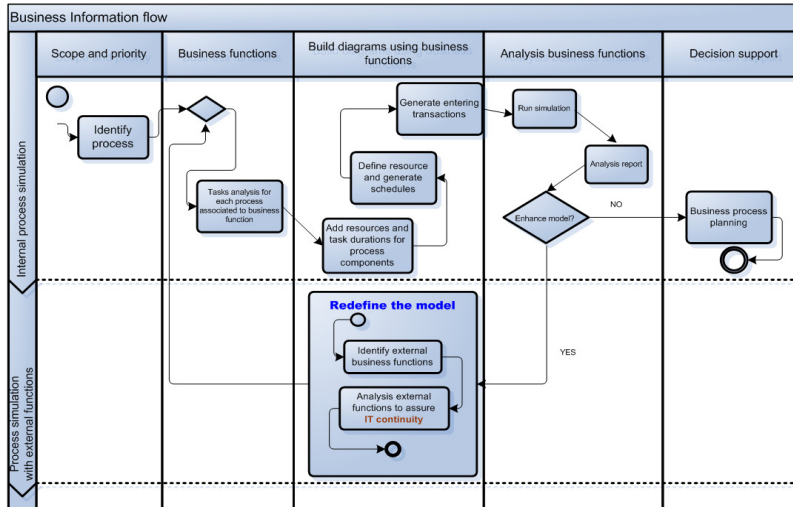 Business Information flow
Scope and priority
Business functions
Build diagrams using business
functions
Analysis business functions
Decision support
Internal process simulation
Identify
process
Tasks analysis for
each process
associated to business
function
Generate entering
transactions
Define resource
and generate
schedules
Add resources and
task durations for
process
components
Run simulation
Analysis report
Enhance model?
NO
Business process
planning
YES
Process simulation
with external functions
Redefine the model
Identify external
business functions
Analysis external
functions to assure
IT continuity